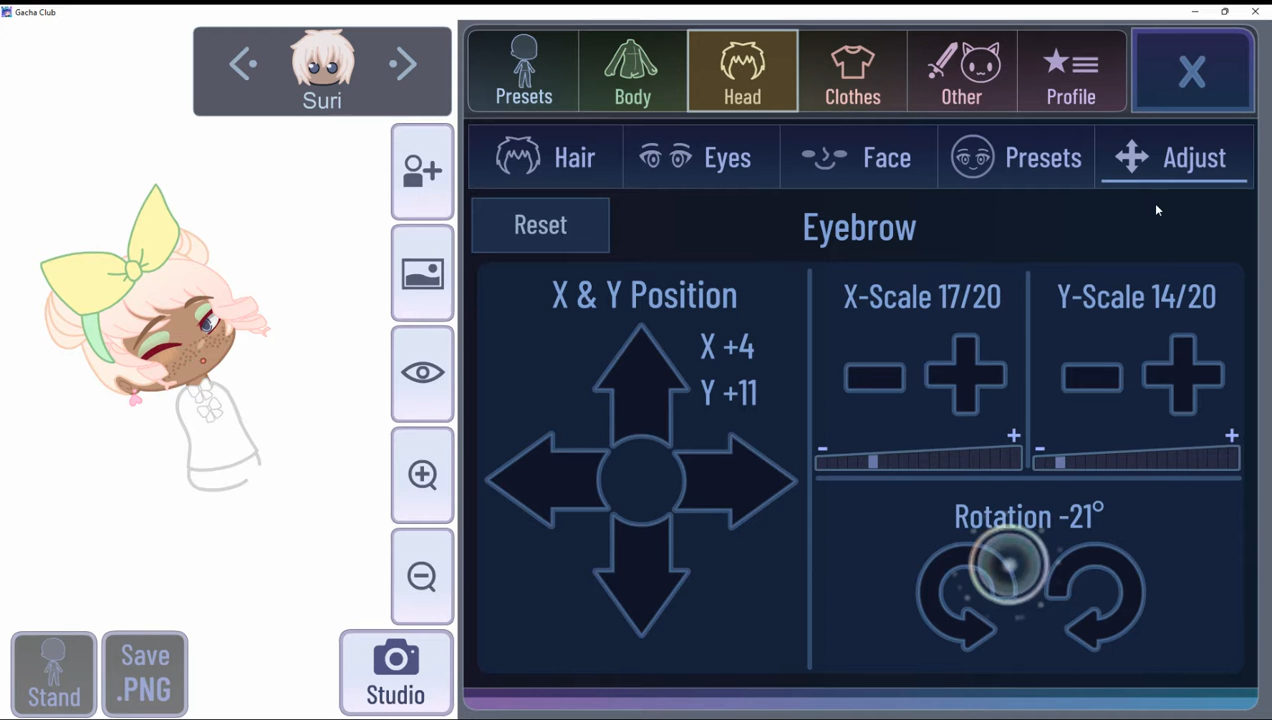 Gacha Club
Suri
Presets
Body
Head
Clothes
Other
Profile
X
Hair
Eyes
Face
Presets
Adjust
Reset
Eyebrow
X & Y Position
X +4
Y +11
X-Scale 17/20
Y-Scale 14/20
- +
- +
Rotation -21°
Stand
Save
.PNG
Studio